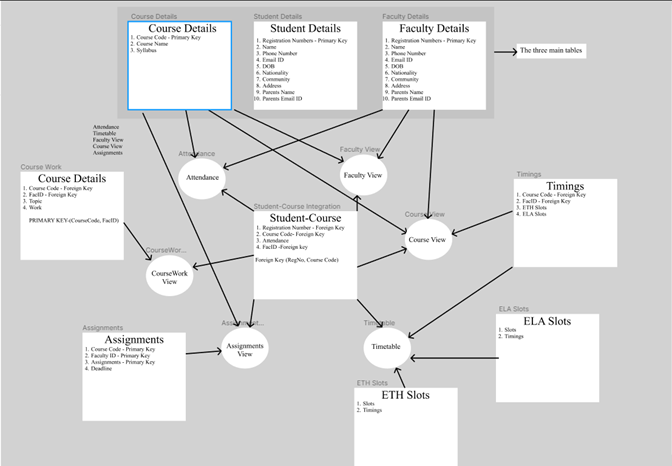 Course Details
Student Details
Faculty Details
Course Details
1. Course Code - Primary Key
2. Course Name
3. Syllabus
Student Details
1. Registration Numbers - Primary Key
2. Name
3. Phone Number
4. Email ID
5. DOB
6. Nationality
7. Community
8. Address
9. Parents Name
10. Parents Email ID
Faculty Details
1. Registration Numbers - Primary Key
2. Name
3. Phone Number
4. Email ID
5. DOB
6. Nationality
7. Community
8. Address
9. Parents Name
10. Parents Email ID
The three main tables
Attendance
Timetable
Faculty View
Course View
Assignments
Attendance
Faculty View
Faculty View
Course Work
Course Details
1. Course Code - Foreign Key
2. FacID - Foreign Key
3. Topic
4. Work
PRIMARY KEY-(CourseCode, FacID)
Student-Course Integration
Student-Course
1. Registration Number - Foreign Key
2. Course Code- Foreign Key
3. Attendance
4. FacID -Foreign key
Foreign Key (RegNo, Course Code)
Course View
Timings
Timings
1. Course Code - Foreign Key
2. FacID - Foreign Key
3. ETH Slots
4. ELA Slots
CourseWor...
CourseWork
View
ELA Slots
ELA Slots
1. Slots
2. Timings
Assignments
Assignments
1. Course Code - Primary Key
2. Faculty ID - Primary Key
3. Assignments - Primary Key
4. Deadline
Assignments
View
Timetable
ETH Slots
ETH Slots
1. Slots
2. Timings